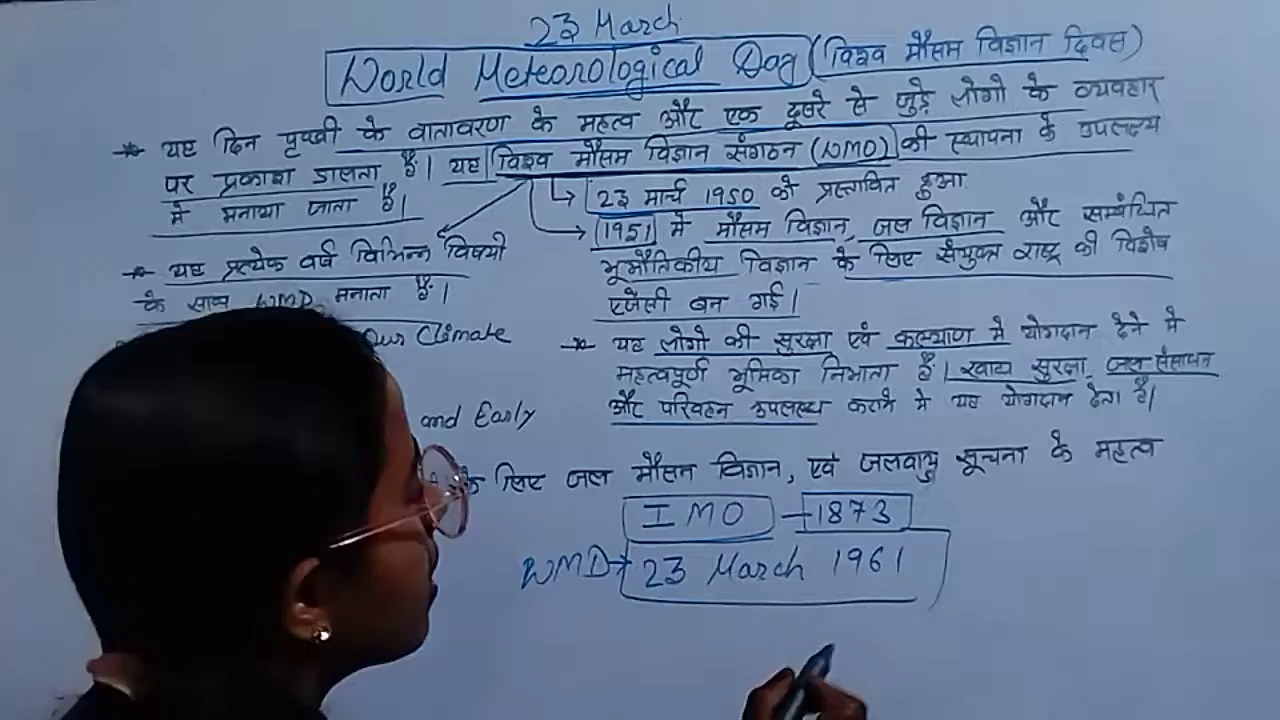 23 March
World Meteorological Day (विश्व मौसम विज्ञान दिवस)
यह दिन पृथ्वी के वातावरण के महत्व और एक दूसरे से जुड़े लोगो के व्यवहार
पर प्रकाश डालता है। यह विश्व मौसम विज्ञान संगठन (WMO) की स्थापना के उपलक्ष्य
मे मनाया जाता है।
यह प्रत्येक वर्ष विभिन्न विषयो
के साथ WMD मनाता है।
Our Climate
and Early
23 मार्च 1950 को प्रस्तावित हुआ
1951 मे मौसम विज्ञान, जल विज्ञान और सम्बंधित
भूभौतिकीय विज्ञान के लिए संयुक्त राष्ट्र की विशेष
एजेंसी बन गई।
यह लोगो की सुरक्षा एवं कल्याण मे योगदान देने मे
महत्वपूर्ण भूमिका निभाता है। खाद्य सुरक्षा, जल संसाधन
और परिवहन उपलब्ध कराने मे यह योगदान देता है।
के लिए जल मौसम विज्ञान, एवं जलवायु सूचना के महत्व
IMO - 1873
WMD → 23 March 1961